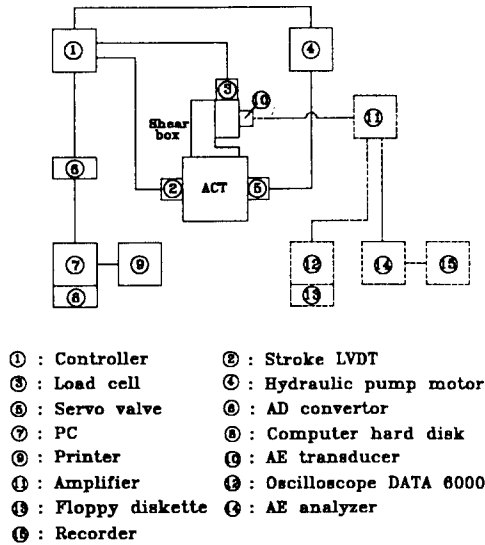 ① ④
③ ⑩ ⑪
Shear
box
⑥ ② ACT ⑤
⑦ ⑨ ⑫ ⑭ ⑮
⑧ ⑬
① : Controller ② : Stroke LVDT
③ : Load cell ④ : Hydraulic pump motor
⑤ : Servo valve ⑥ : AD convertor
⑦ : PC ⑧ : Computer hard disk
⑨ : Printer ⑩ : AE transducer
⑪ : Amplifier ⑫ : Oscilloscope DATA 6000
⑬ : Floppy diskette ⑭ : AE analyzer
⑮ : Recorder